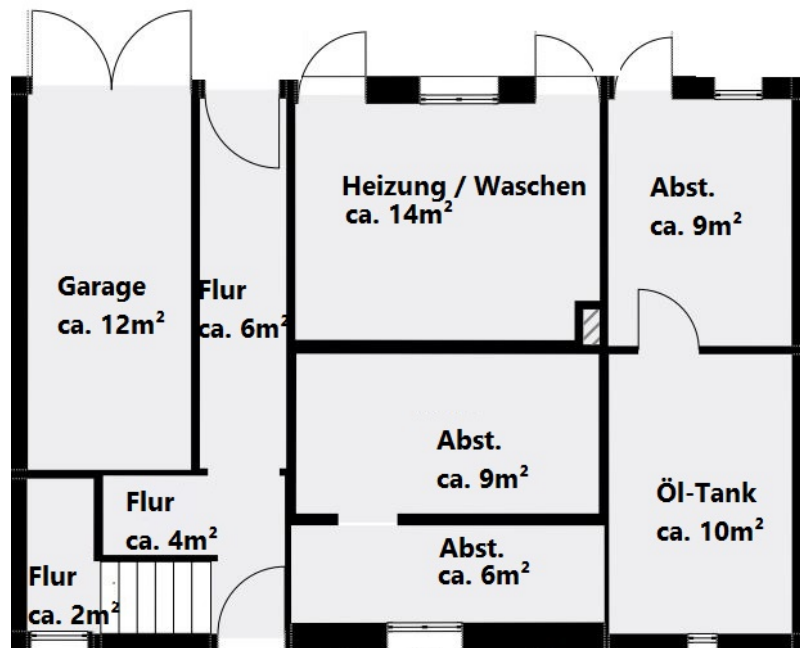 Heizung / Waschen
ca. 14m²
Abst.
ca. 9m²
Garage
ca. 12m²
Flur
ca. 6m²
Abst.
ca. 9m²
Öl-Tank
ca. 10m²
Flur
ca. 4m²
Abst.
ca. 6m²
Flur
ca. 2m²